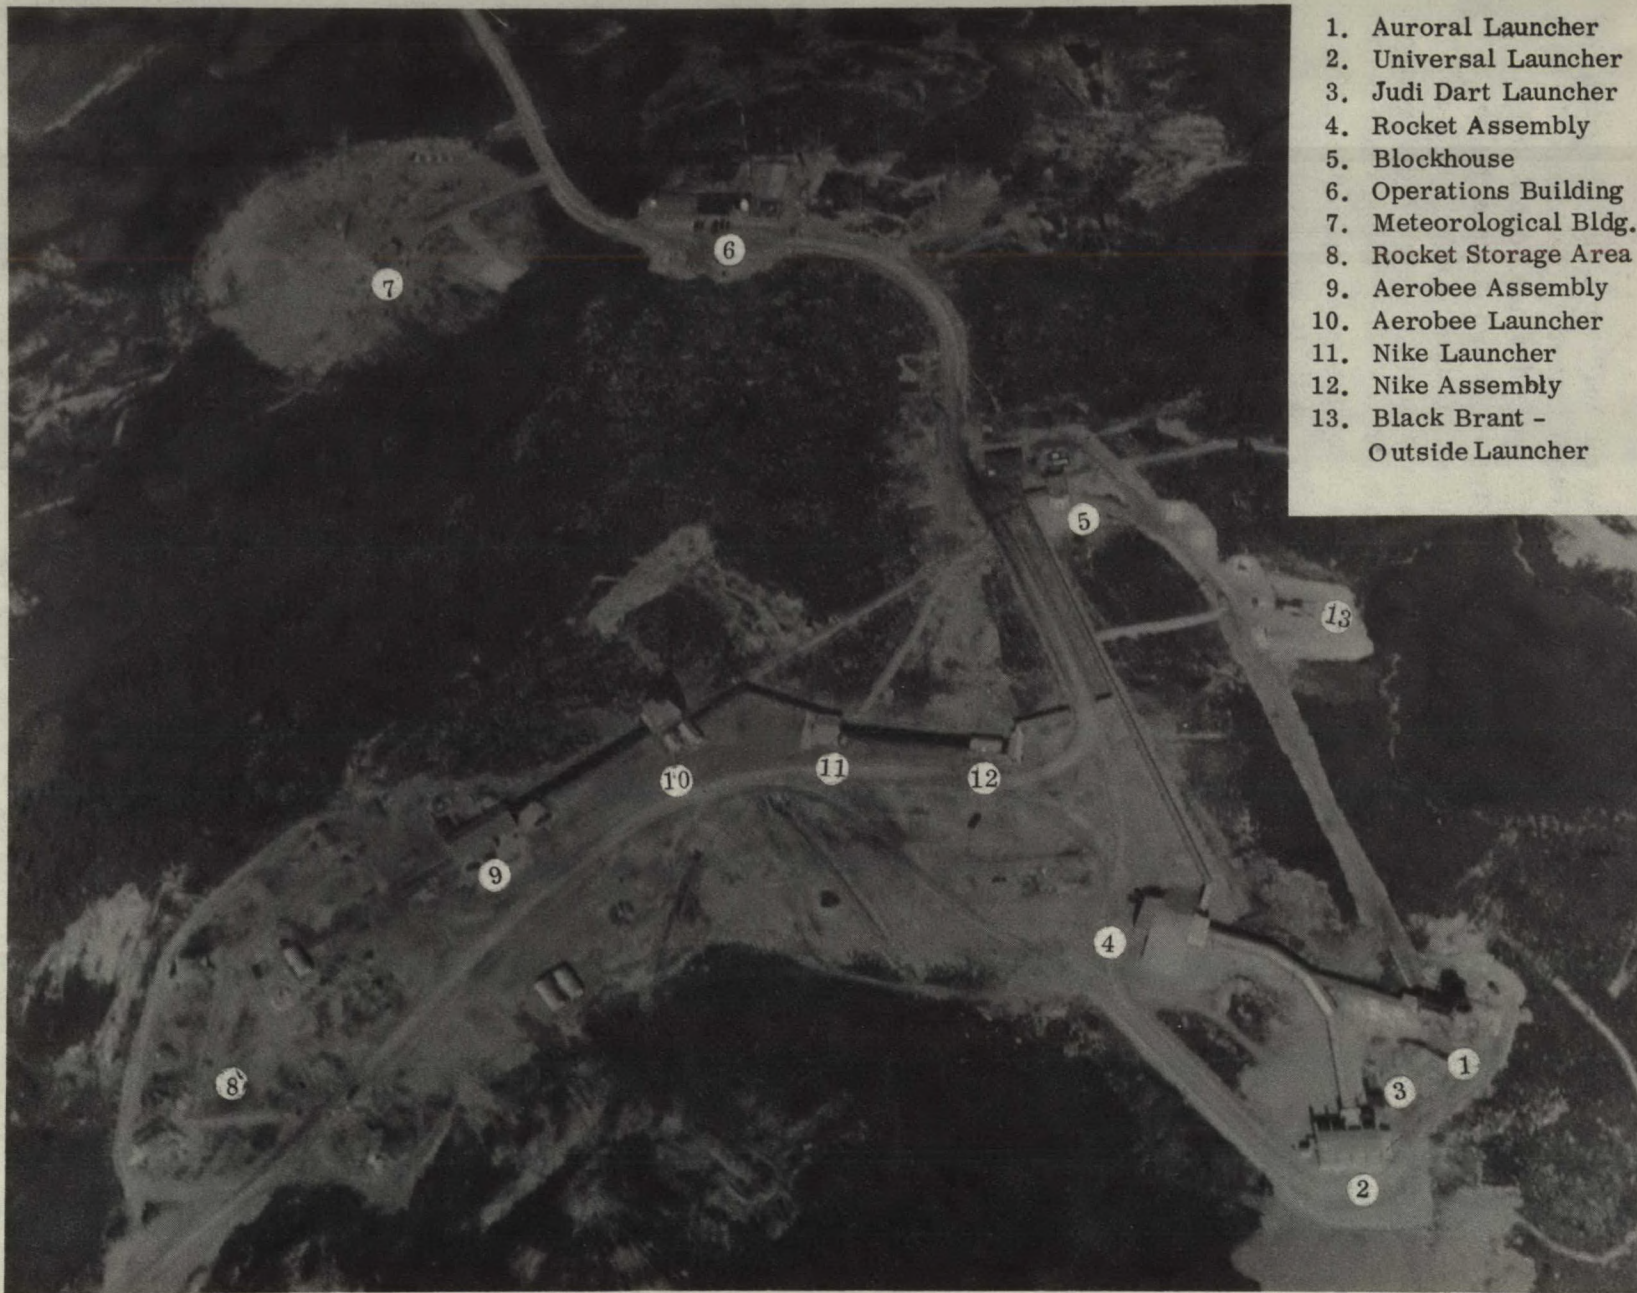 1. Auroral Launcher
2. Universal Launcher
3. Judi Dart Launcher
4. Rocket Assembly
5. Blockhouse
6. Operations Building
7. Meteorological Bldg.
8. Rocket Storage Area
9. Aerobee Assembly
10. Aerobee Launcher
11. Nike Launcher
12. Nike Assembly
13. Black Brant -
Outside Launcher
6
7
5
13
10
11
12
9
4
8
1
3
2